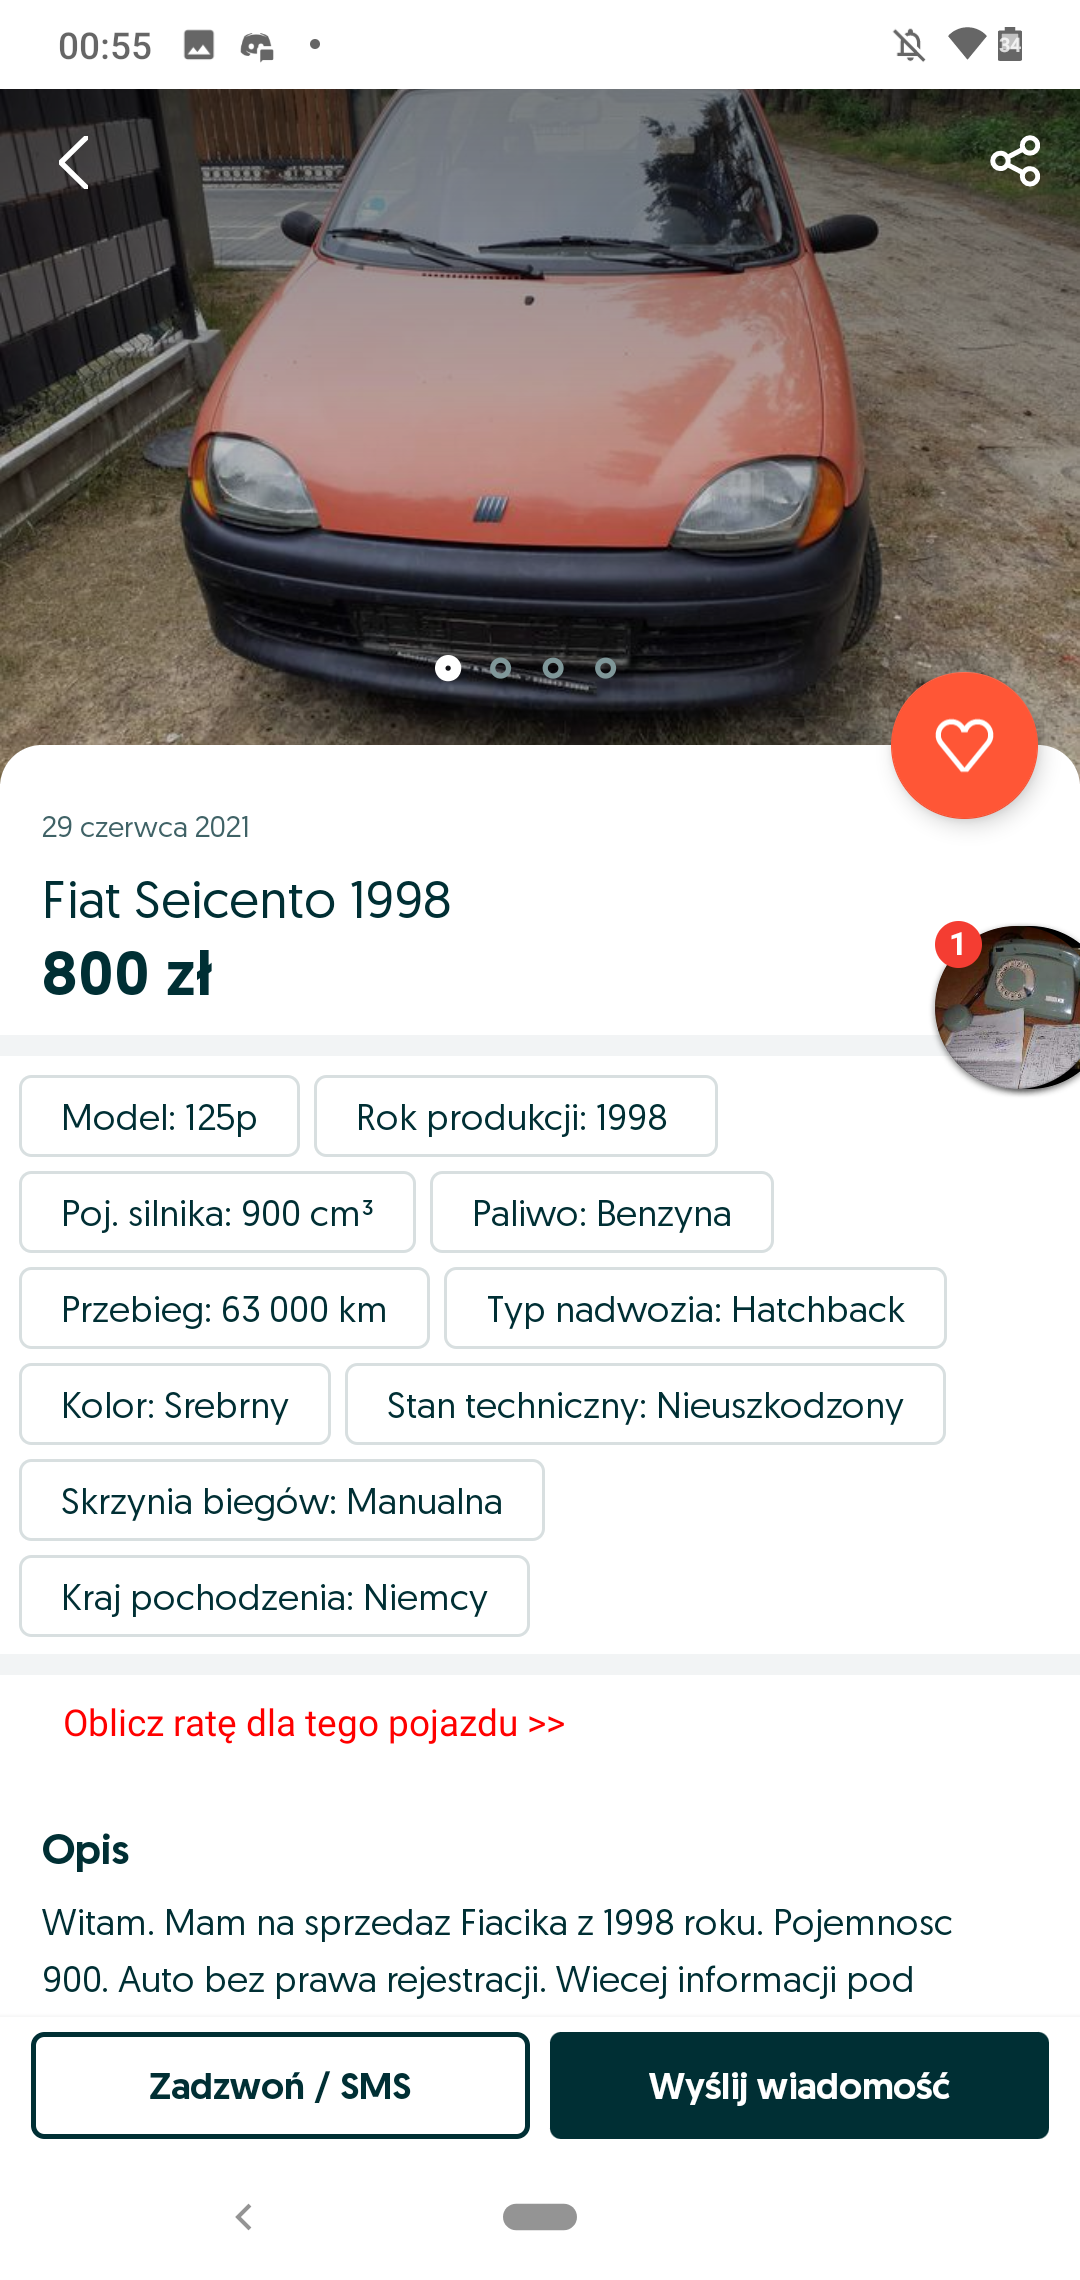 00:55
34
29 czerwca 2021
Fiat Seicento 1998
800 zł
1
Model: 125p
Rok produkcji: 1998
Poj. silnika: 900 cm³
Paliwo: Benzyna
Przebieg: 63 000 km
Typ nadwozia: Hatchback
Kolor: Srebrny
Stan techniczny: Nieuszkodzony
Skrzynia biegów: Manualna
Kraj pochodzenia: Niemcy
Oblicz ratę dla tego pojazdu >>
Opis
Witam. Mam na sprzedaz Fiacika z 1998 roku. Pojemnosc
900. Auto bez prawa rejestracji. Wiecej informacji pod
Zadzwoń / SMS
Wyślij wiadomość